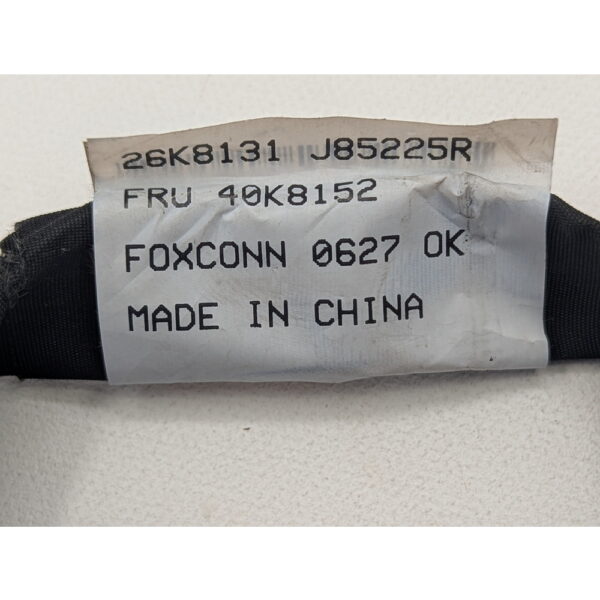 26K8131 J85225R
FRU 40K8152
FOXCONN 0627 OK
MADE IN CHINA